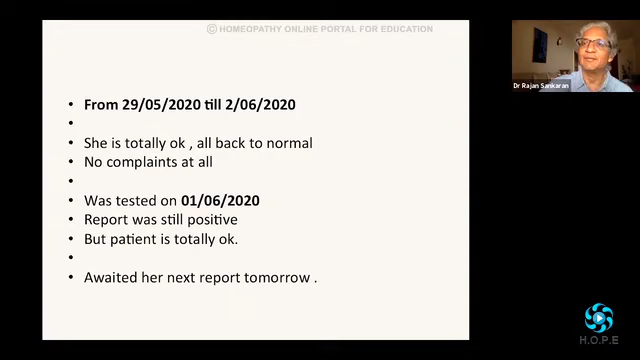 © HOMEOPATHY ONLINE PORTAL FOR EDUCATION
• From 29/05/2020 till 2/06/2020
•
• She is totally ok , all back to normal
• No complaints at all
•
• Was tested on 01/06/2020
• Report was still positive
• But patient is totally ok.
•
• Awaited her next report tomorrow .
Dr Rajan Sankaran
H.O.P.E